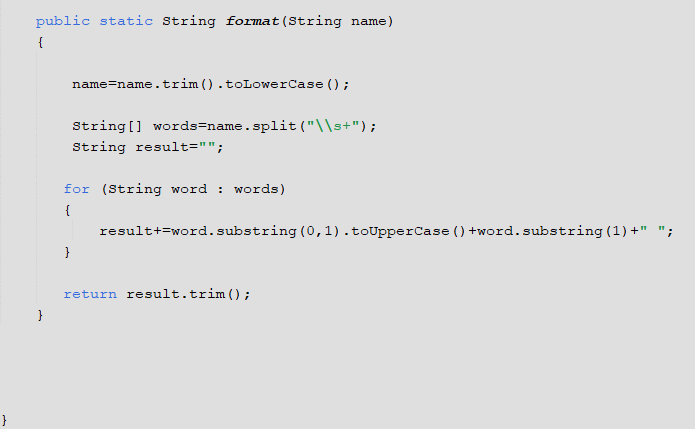 public static String format(String name)
{
name=name.trim().toLowerCase();
String[] words=name.split("\\s+");
String result="";
for (String word : words)
{
result+=word.substring(0,1).toUpperCase()+word.substring(1)+" ";
}
return result.trim();
}
}